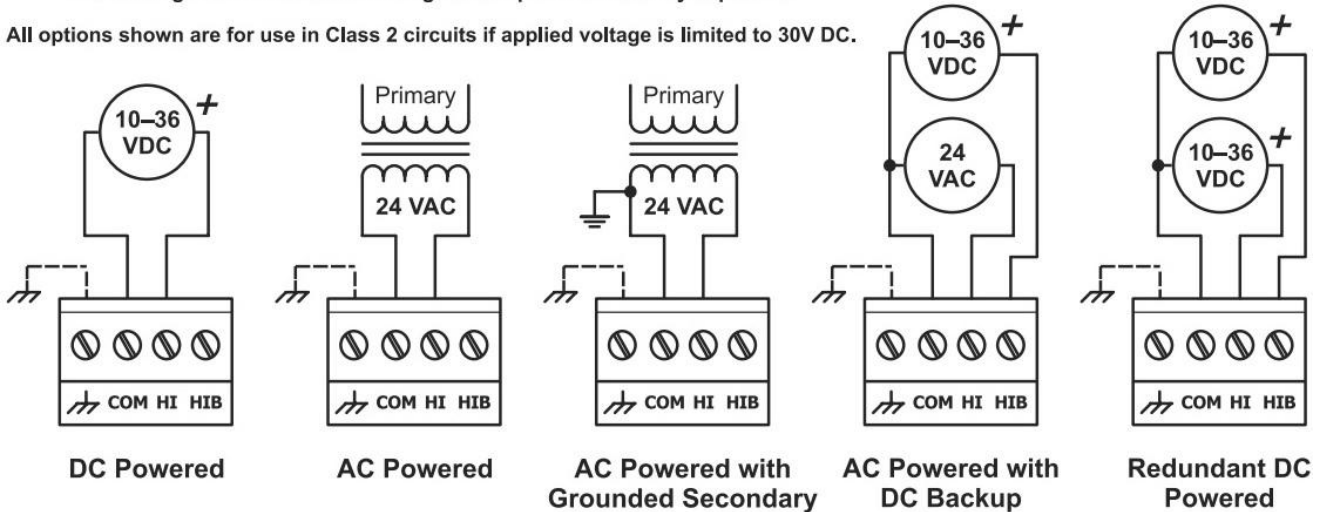 All options shown are for use in Class 2 circuits if applied voltage is limited to 30V DC.
10–36
VDC
+
COM HI HIB
DC Powered
Primary
24 VAC
COM HI HIB
AC Powered
Primary
24 VAC
COM HI HIB
AC Powered with
Grounded Secondary
10–36
VDC
+
24
VAC
COM HI HIB
AC Powered with
DC Backup
10–36
VDC
+
10–36
VDC
+
COM HI HIB
Redundant DC
Powered